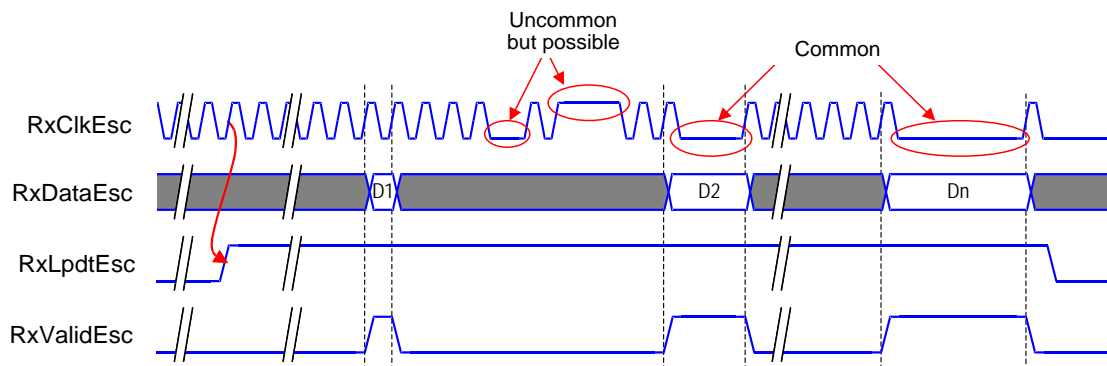 Uncommon
but possible
Common
RxClkEsc
RxDataEsc
D1
D2
Dn
RxLpdtEsc
RxValidEsc